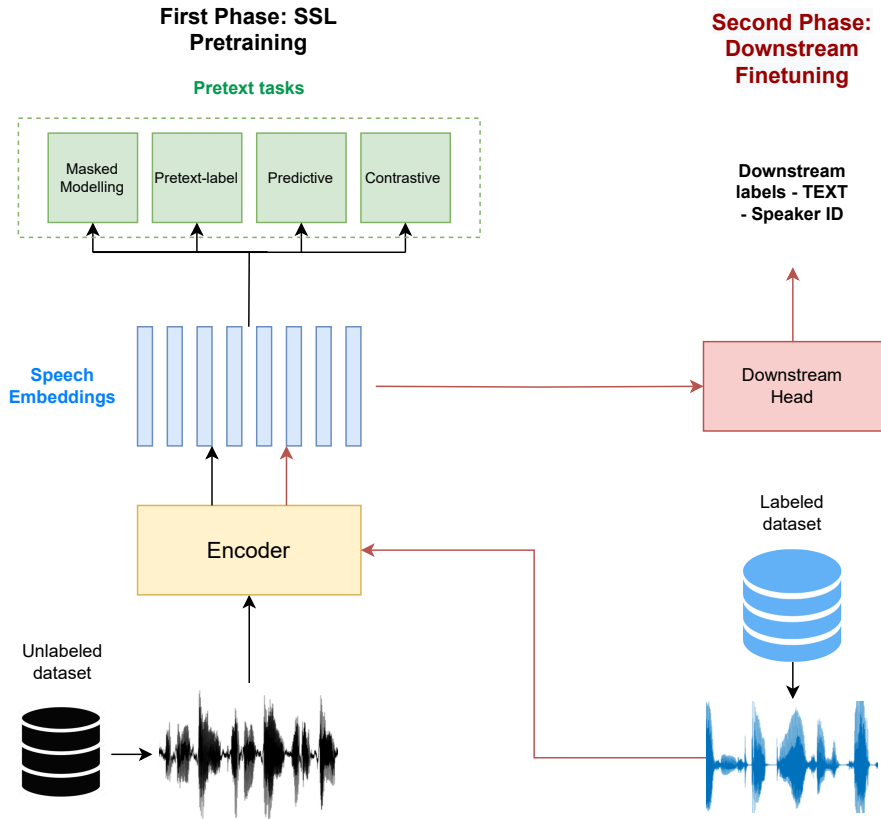 First Phase: SSL
Pretraining
Second Phase:
Downstream
Finetuning
Pretext tasks
Masked
Modelling
Pretext-label
Predictive
Contrastive
Downstream
labels - TEXT
- Speaker ID
Speech
Embeddings
Downstream
Head
Encoder
Labeled
dataset
Unlabeled
dataset